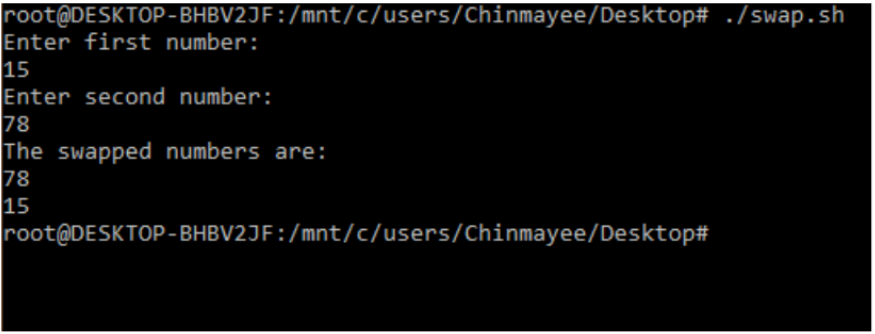 root@DESKTOP-BHBV2JF:/mnt/c/users/Chinmayee/Desktop# ./swap.sh
Enter first number:
15
Enter second number:
78
The swapped numbers are:
78
15
root@DESKTOP-BHBV2JF:/mnt/c/users/Chinmayee/Desktop#